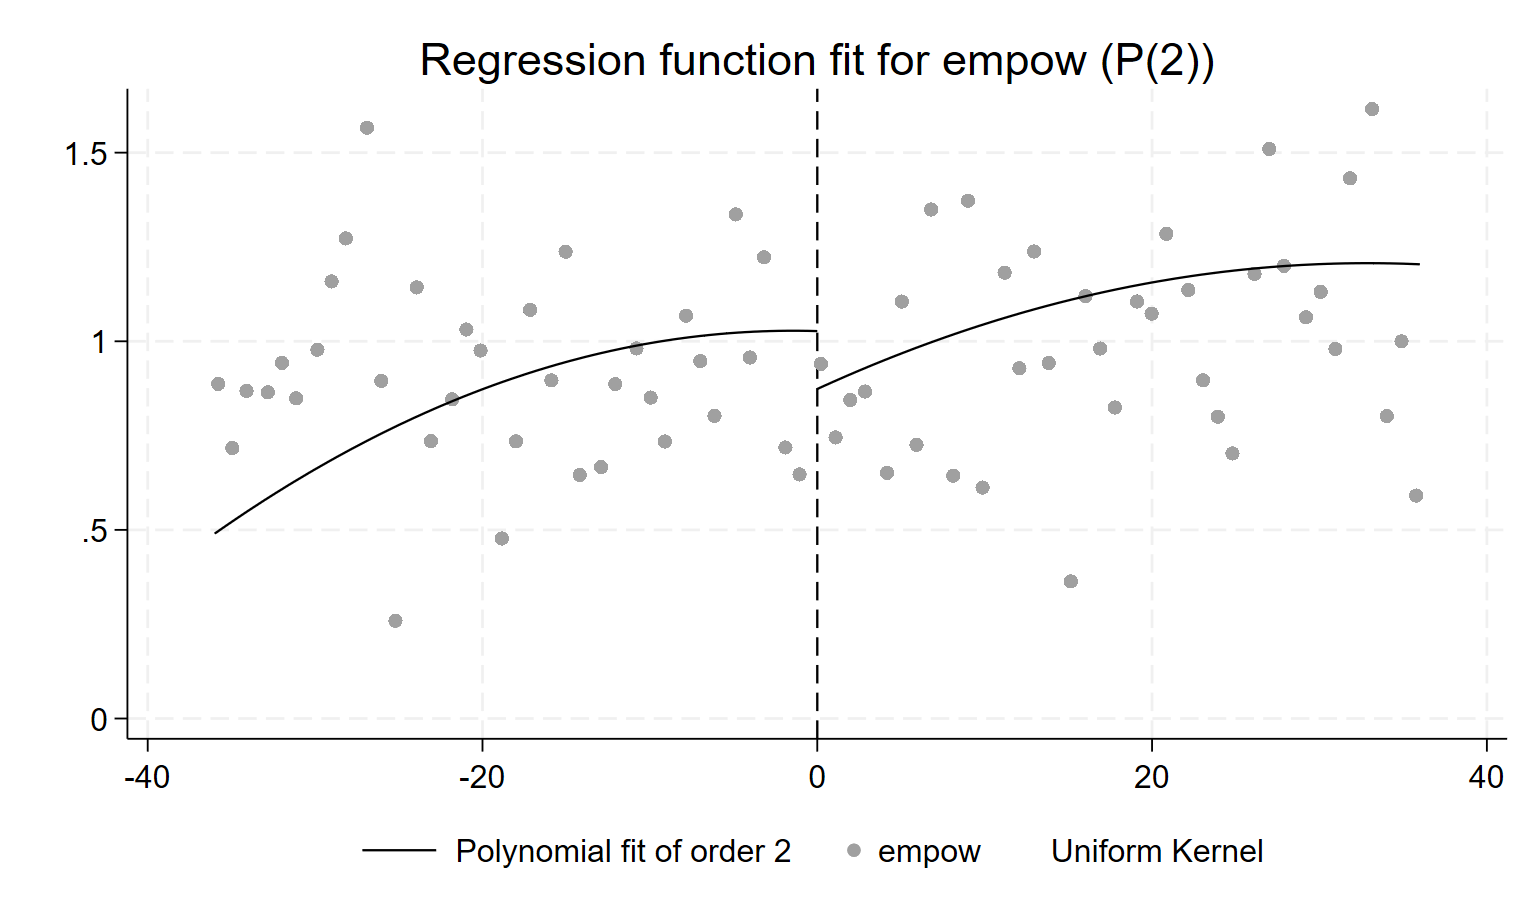 Regression function fit for empow (P(2))
1.5
1
.5
0
-40 -20 0 20 40
Polynomial fit of order 2 empow Uniform Kernel